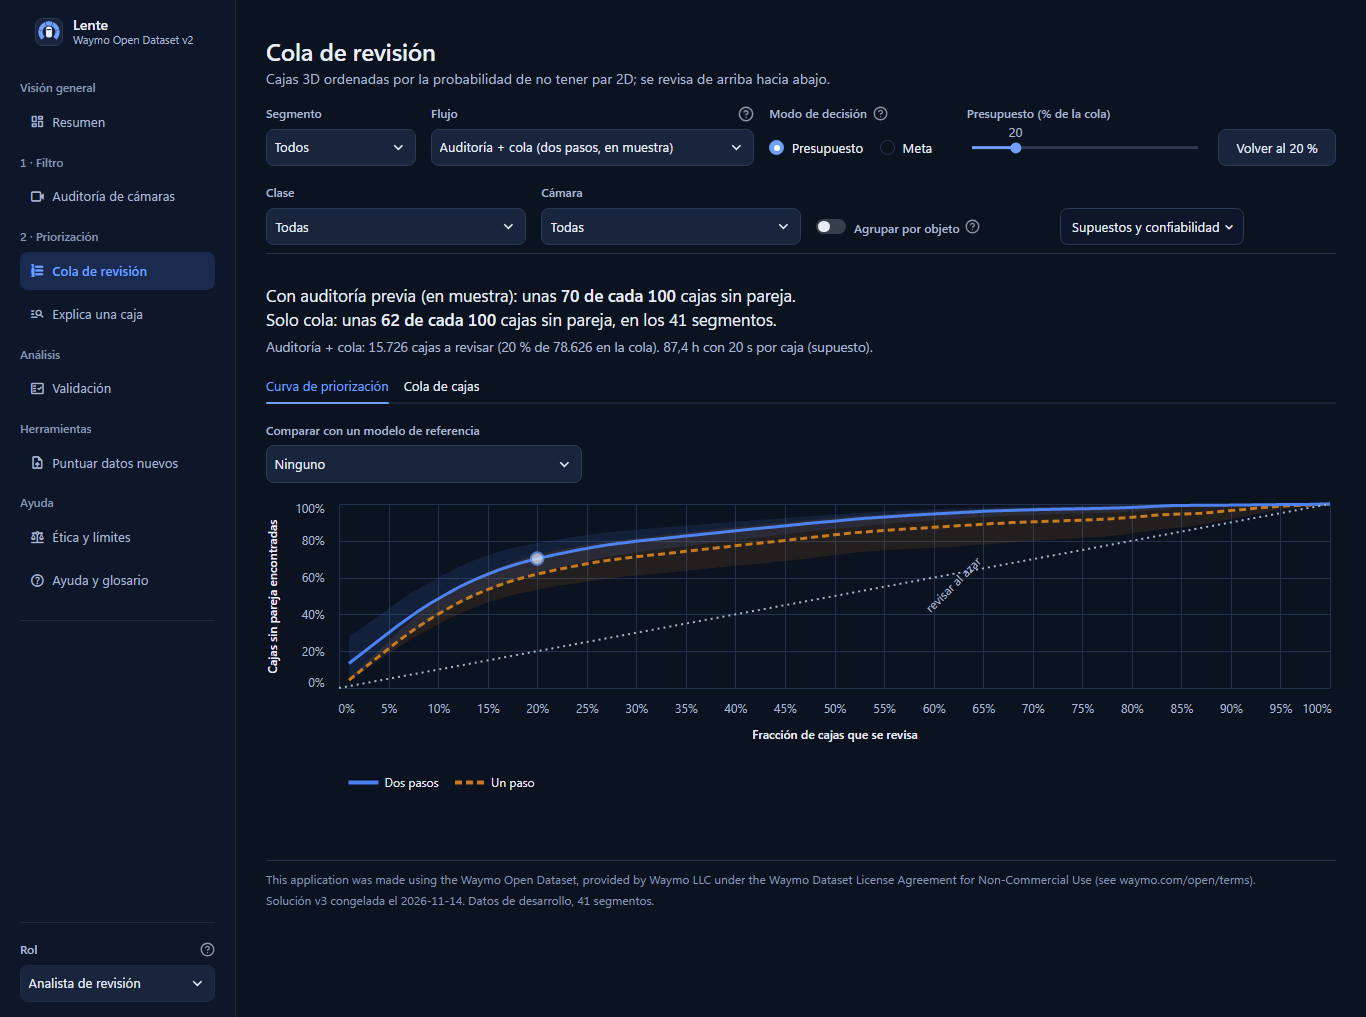 Lente
Waymo Open Dataset v2
Visión general
Resumen
1 · Filtro
Auditoría de cámaras
2 · Priorización
Cola de revisión
Explica una caja
Análisis
Validación
Herramientas
Puntuar datos nuevos
Ayuda
Ética y límites
Ayuda y glosario
Rol
Analista de revisión
Cola de revisión
Cajas 3D ordenadas por la probabilidad de no tener par 2D; se revisa de arriba hacia abajo.
Segmento
Todos
Flujo
Auditoría + cola (dos pasos, en muestra)
Modo de decisión
Presupuesto
Meta
Presupuesto (% de la cola)
20
Volver al 20 %
Clase
Todas
Cámara
Todas
Agrupar por objeto
Supuestos y confiabilidad
Con auditoría previa (en muestra): unas 70 de cada 100 cajas sin pareja.
Solo cola: unas 62 de cada 100 cajas sin pareja, en los 41 segmentos.
Auditoría + cola: 15.726 cajas a revisar (20 % de 78.626 en la cola). 87,4 h con 20 s por caja (supuesto).
Curva de priorización
Cola de cajas
Comparar con un modelo de referencia
Ninguno
Cajas sin pareja encontradas
100%
80%
60%
40%
20%
0%
revisar al azar
0% 5% 10% 15% 20% 25% 30% 35% 40% 45% 50% 55% 60% 65% 70% 75% 80% 85% 90% 95% 100%
Fracción de cajas que se revisa
Dos pasos
Un paso
This application was made using the Waymo Open Dataset, provided by Waymo LLC under the Waymo Dataset License Agreement for Non-Commercial Use (see waymo.com/open/terms).
Solución v3 congelada el 2026-11-14. Datos de desarrollo, 41 segmentos.